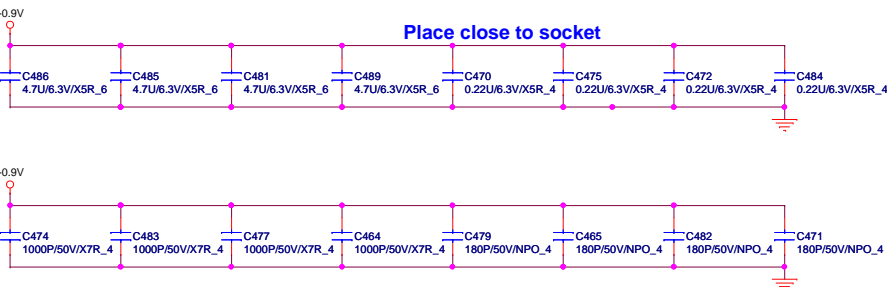 -0.9V
Place close to socket
C486 C485 C481 C489 C470 C475 C472 C484
4.7U/6.3V/X5R_6 4.7U/6.3V/X5R_6 4.7U/6.3V/X5R_6 4.7U/6.3V/X5R_6 0.22U/6.3V/X5R_4 0.22U/6.3V/X5R_4 0.22U/6.3V/X5R_4 0.22U/6.3V/X5R_4
-0.9V
C474 C483 C477 C464 C479 C465 C482 C471
1000P/50V/X7R_4 1000P/50V/X7R_4 1000P/50V/X7R_4 1000P/50V/X7R_4 180P/50V/NPO_4 180P/50V/NPO_4 180P/50V/NPO_4 180P/50V/NPO_4